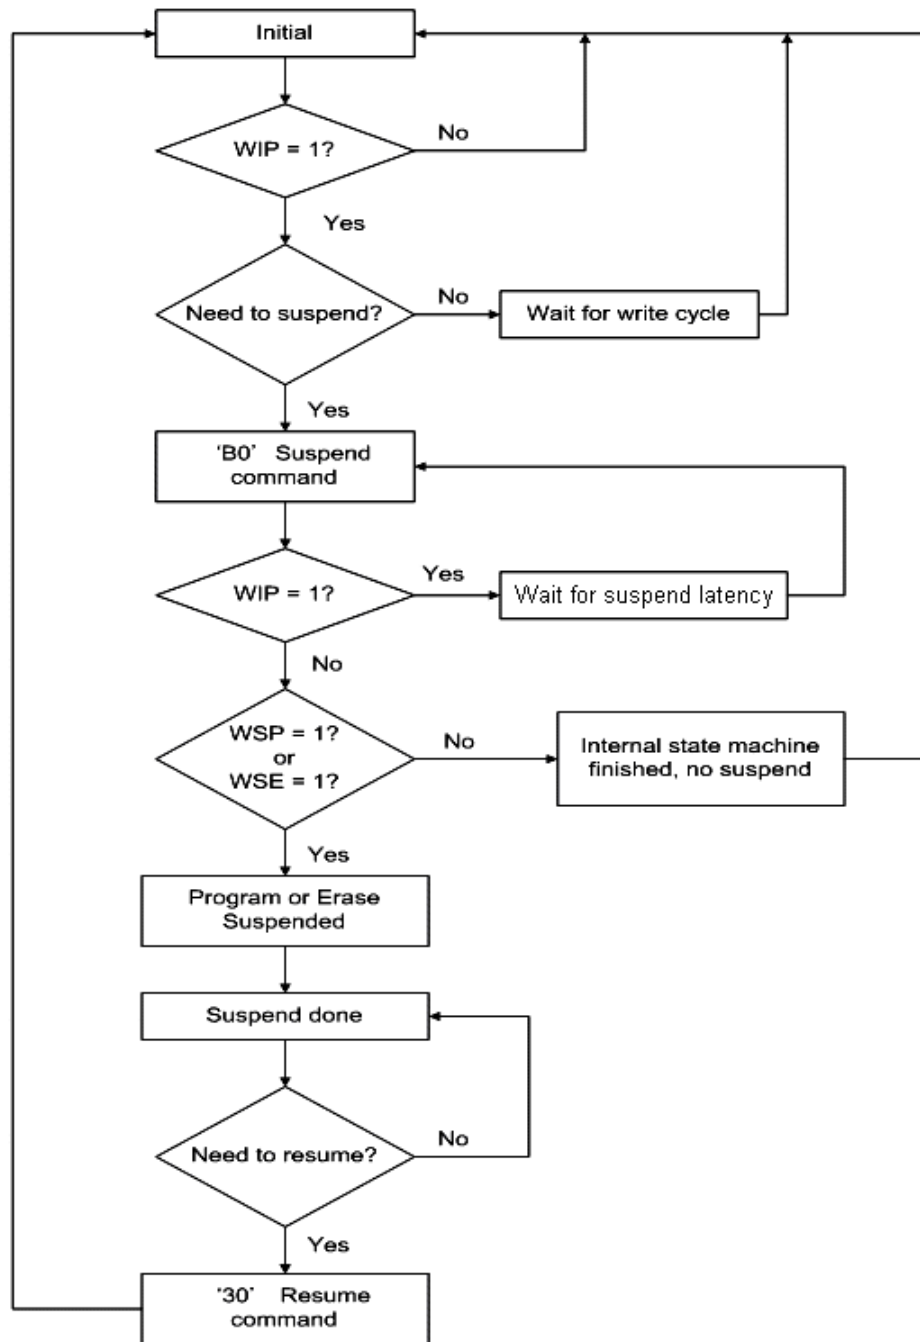 Initial
WIP = 1?
No
Yes
Need to suspend?
No
Wait for write cycle
Yes
‘B0’ Suspend
command
WIP = 1?
Yes
Wait for suspend latency
No
WSP = 1?
or
WSE = 1?
No
Internal state machine
finished, no suspend
Yes
Program or Erase
Suspended
Suspend done
Need to resume?
No
Yes
‘30’ Resume
command